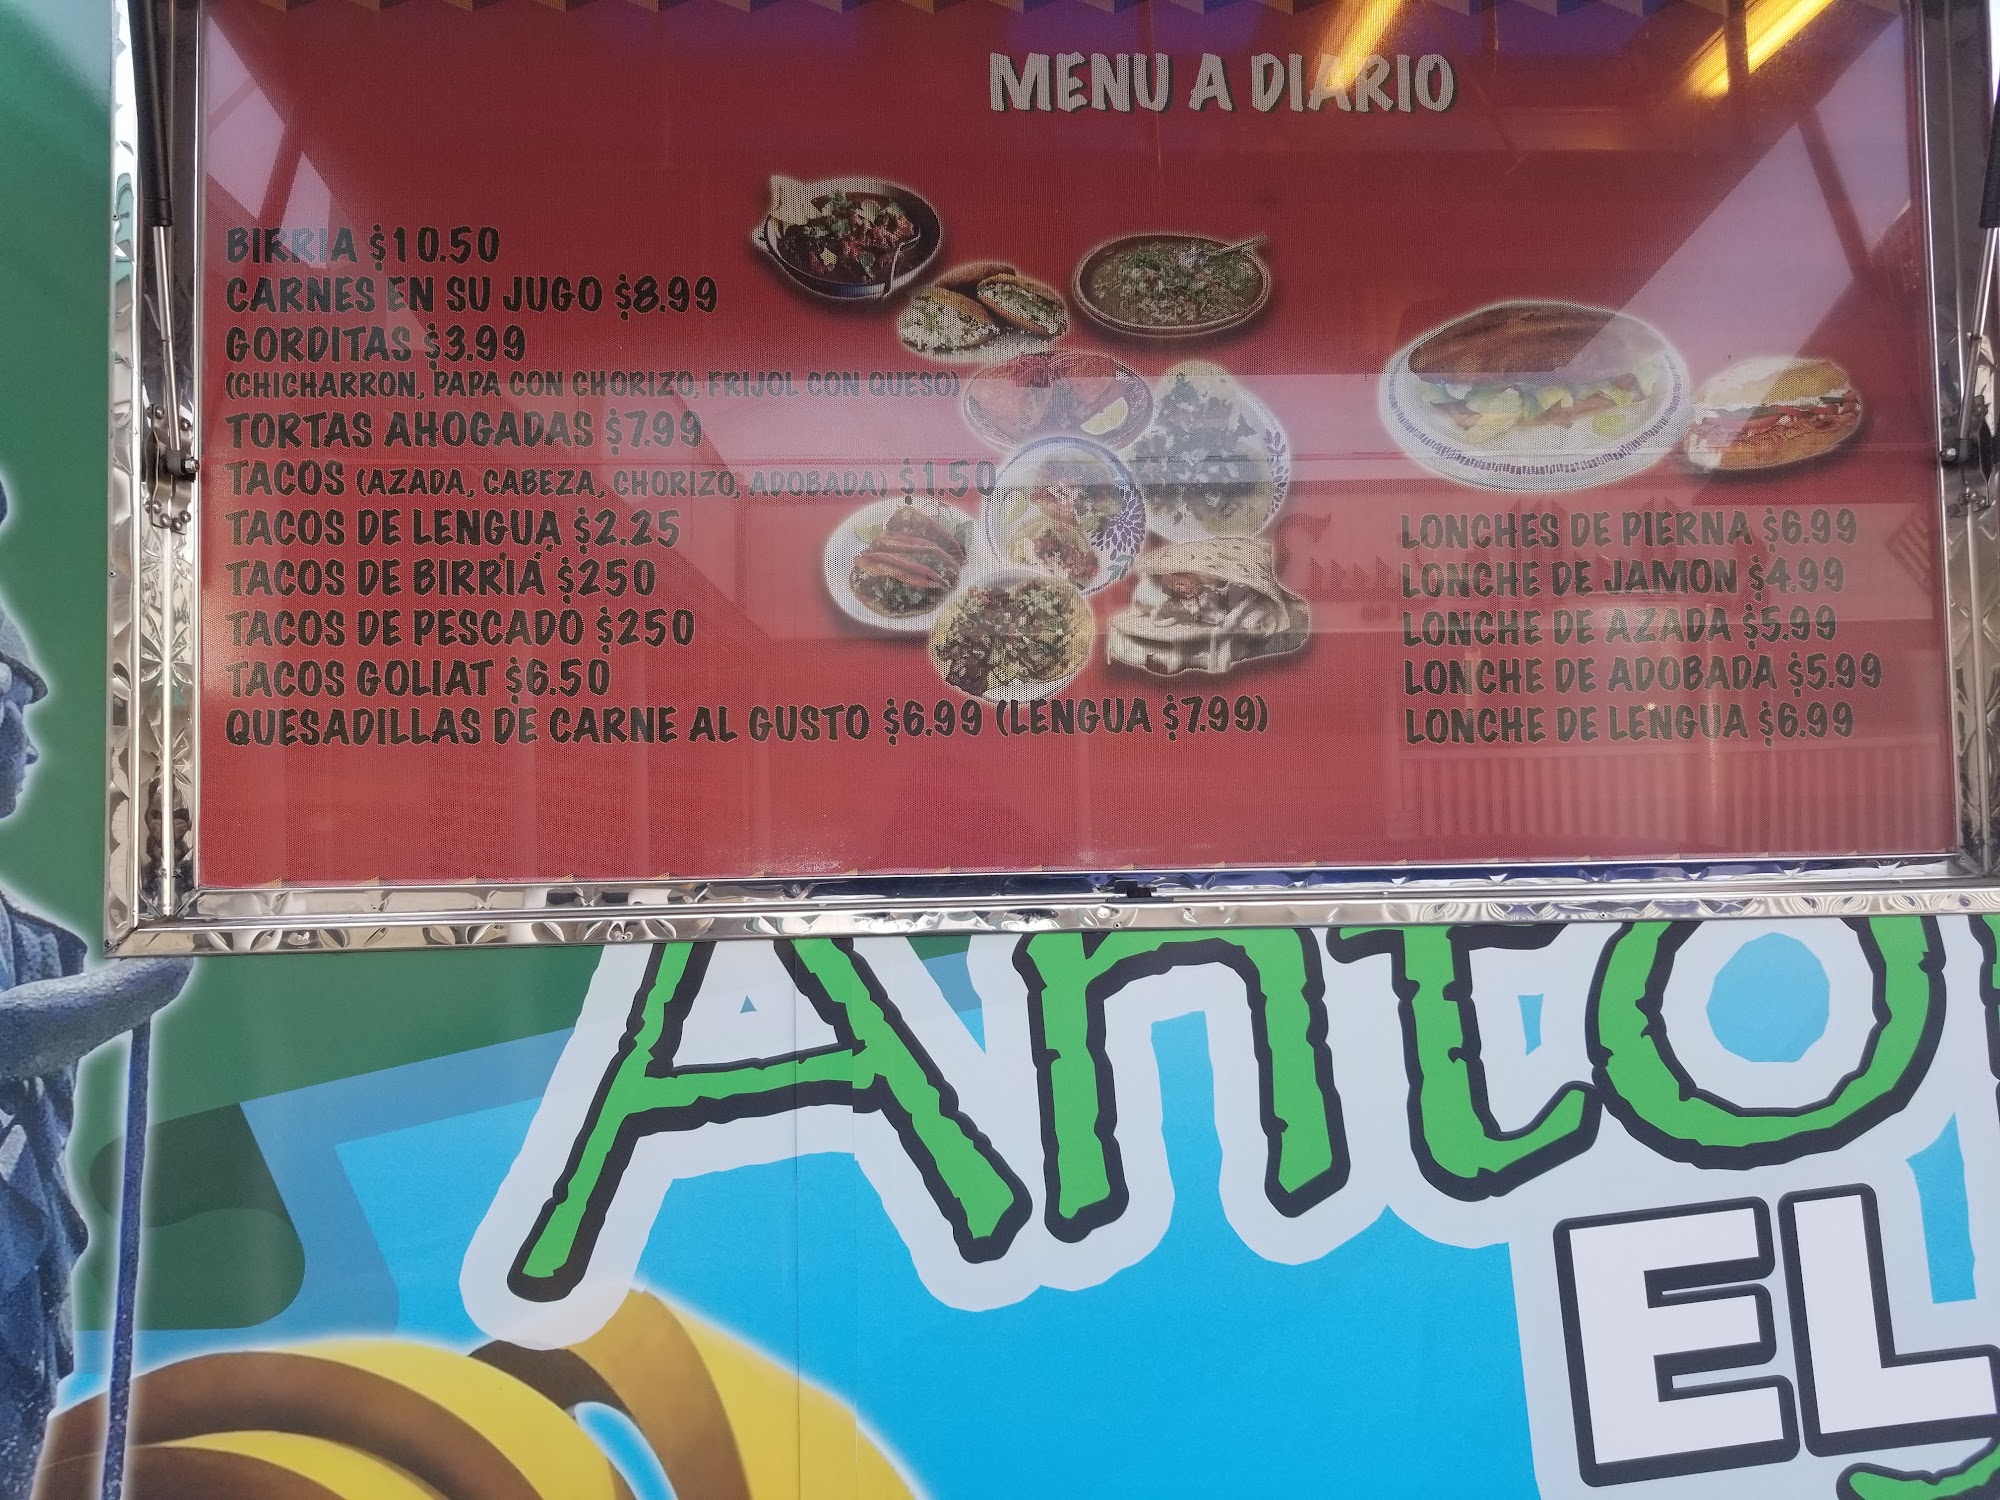 MENU A DIARIO
BIRRIA $10.50
CARNES EN SU JUGO $8.99
GORDITAS $3.99
(CHICHARRON, PAPA CON CHORIZO, FRIJOL CON QUESO)
TORTAS AHOGADAS $7.99
TACOS (AZADA, CABEZA, CHORIZO, ADOBADA) $1.50
TACOS DE LENGUA $2.25
TACOS DE BIRRIA $250
TACOS DE PESCADO $250
TACOS GOLIAT $6.50
QUESADILLAS DE CARNE AL GUSTO $6.99 (LENGUA $7.99)
LONCHES DE PIERNA $6.99
LONCHE DE JAMON $4.99
LONCHE DE AZADA $5.99
LONCHE DE ADOBADA $5.99
LONCHE DE LENGUA $6.99
EL